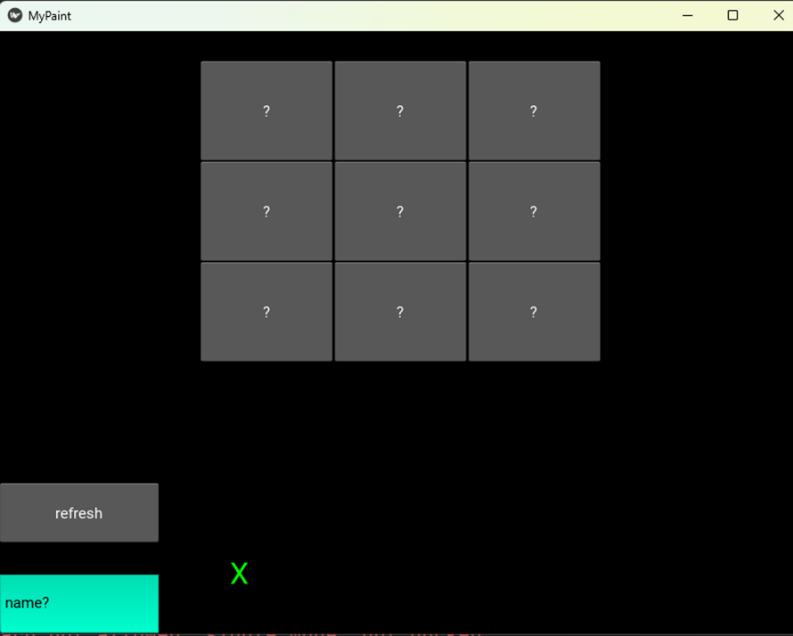 MyPaint
? ? ?
? ? ?
? ? ?
refresh
X
name?